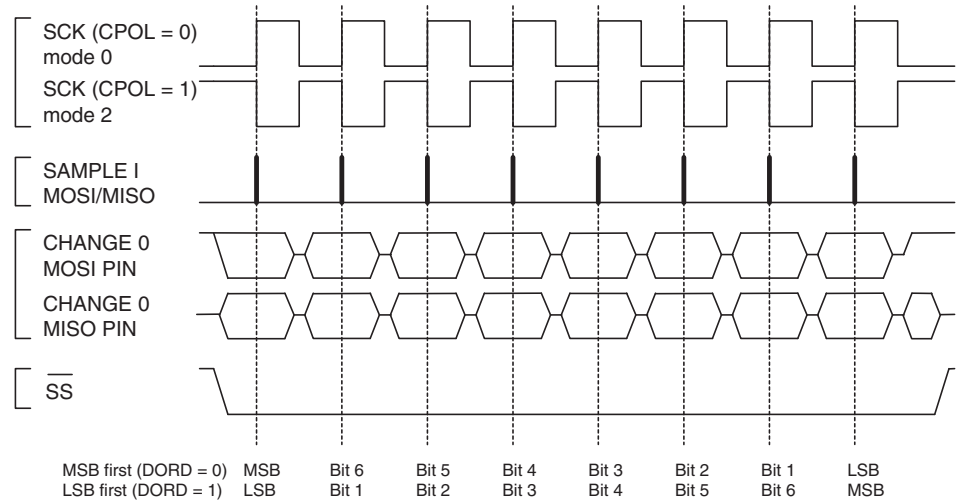 SCK (CPOL = 0)
mode 0
SCK (CPOL = 1)
mode 2
SAMPLE I
MOSI/MISO
CHANGE 0
MOSI PIN
CHANGE 0
MISO PIN
SS
MSB first (DORD = 0) MSB Bit 6 Bit 5 Bit 4 Bit 3 Bit 2 Bit 1 LSB
LSB first (DORD = 1) LSB Bit 1 Bit 2 Bit 3 Bit 4 Bit 5 Bit 6 MSB